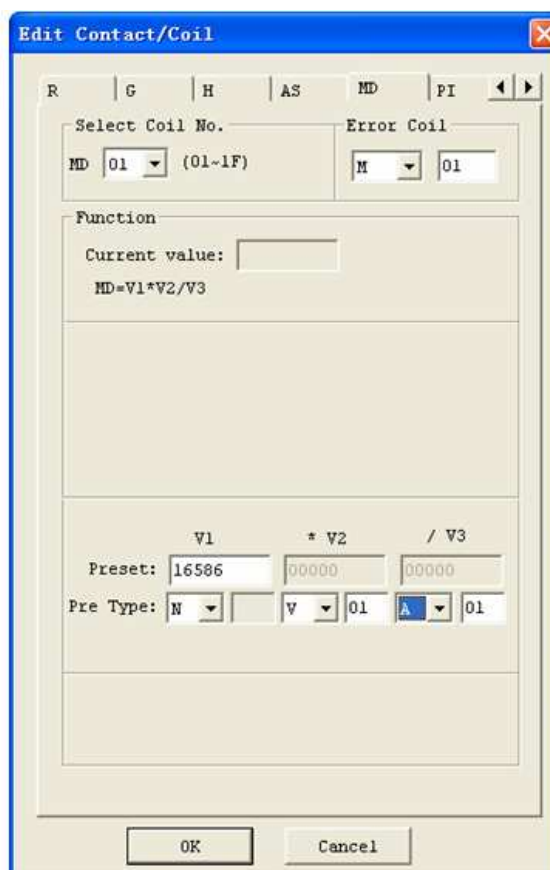 Edit Contact/Coil
R G H AS MD PI
Select Coil No. Error Coil
MD 01 (01~1F) M 01
Function
Current value:
MD=V1*V2/V3
V1 * V2 / V3
Preset: 16586 00000 00000
Pre Type: N V 01 A 01
OK Cancel